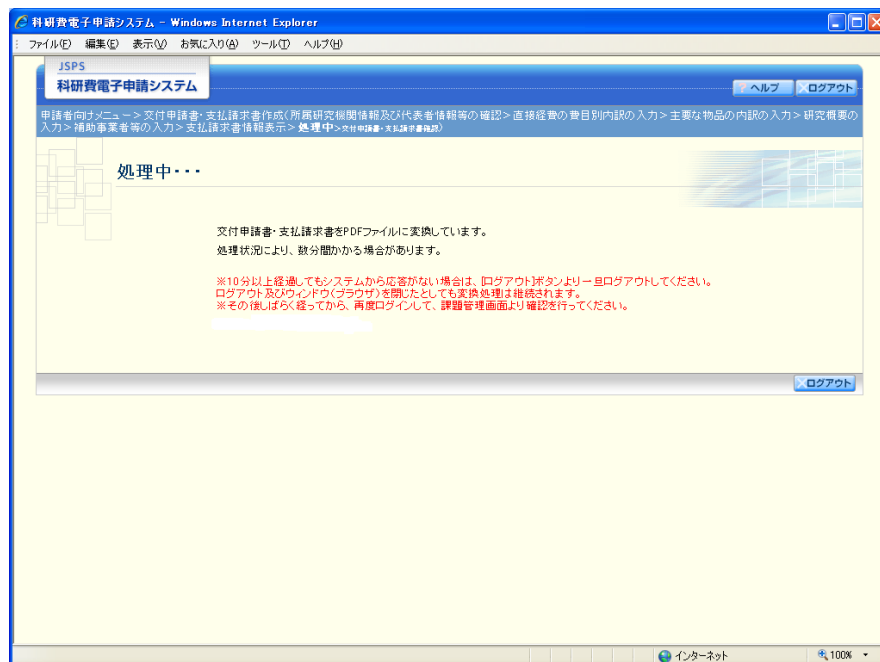 科研費電子申請システム - Windows Internet Explorer
ファイル(F) 編集(E) 表示(V) お気に入り(A) ツール(T) ヘルプ(H)
JSPS
科研費電子申請システム
ヘルプ ログアウト
申請者向けメニュー＞交付申請書・支払請求書作成(所属研究機関情報及び代表者情報等の確認＞直接経費の費目別内訳の入力＞主要な物品の内訳の入力＞研究概要の
入力＞補助事業者等の入力＞支払請求書情報表示＞処理中＞交付申請書・支払請求書確認)
処理中・・・
交付申請書・支払請求書をPDFファイルに変換しています。
処理状況により、数分間かかる場合があります。
※10分以上経過してもシステムから応答がない場合は、[ログアウト]ボタンより一旦ログアウトしてください。
ログアウト及びウィンドウ(ブラウザ)を閉じたとしても変換処理は継続されます。
※その後しばらく経ってから、再度ログインして、課題管理画面より確認を行ってください。
ログアウト
インターネット 100%